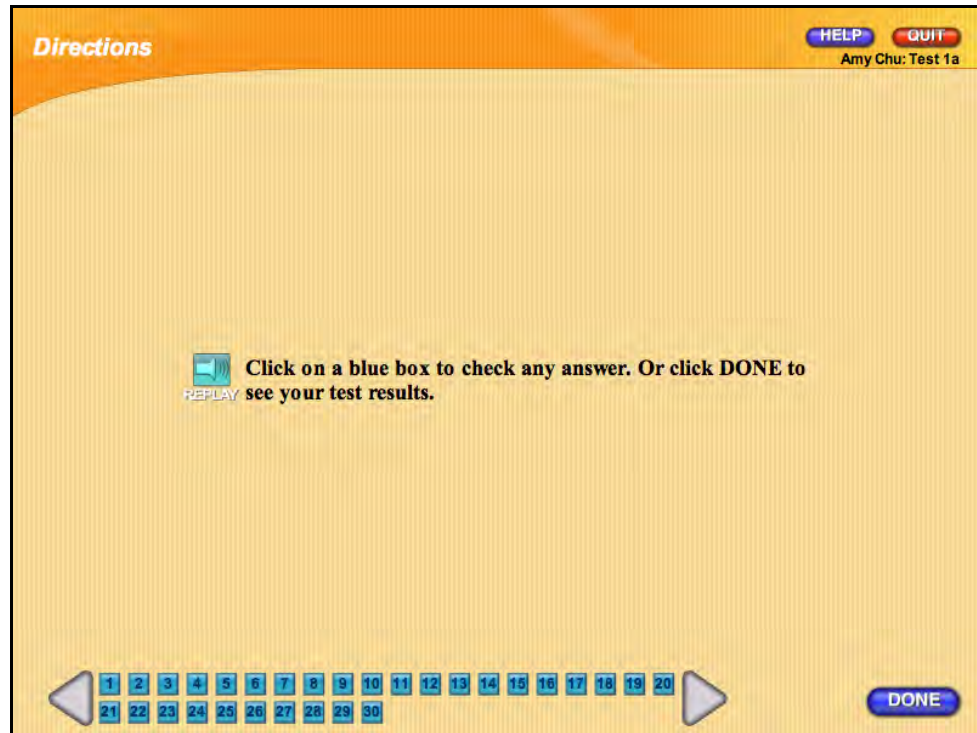 Directions
HELP QUIT
Amy Chu: Test 1a
Click on a blue box to check any answer. Or click DONE to
REPLAY see your test results.
1 2 3 4 5 6 7 8 9 10 11 12 13 14 15 16 17 18 19 20
21 22 23 24 25 26 27 28 29 30
DONE